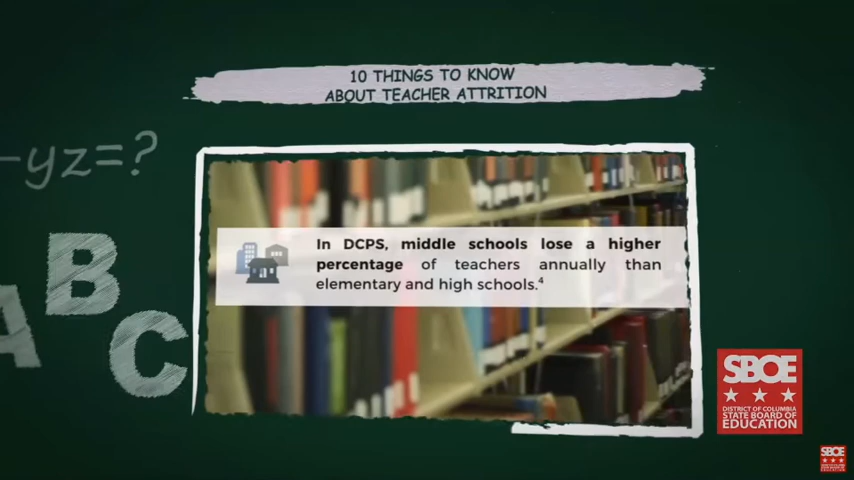 10 THINGS TO KNOW
ABOUT TEACHER ATTRITION
-yz=?
B
A
C
In DCPS, middle schools lose a higher
percentage of teachers annually than
elementary and high schools.⁴
SBOE
DISTRICT OF COLUMBIA
STATE BOARD OF
EDUCATION
SBOE